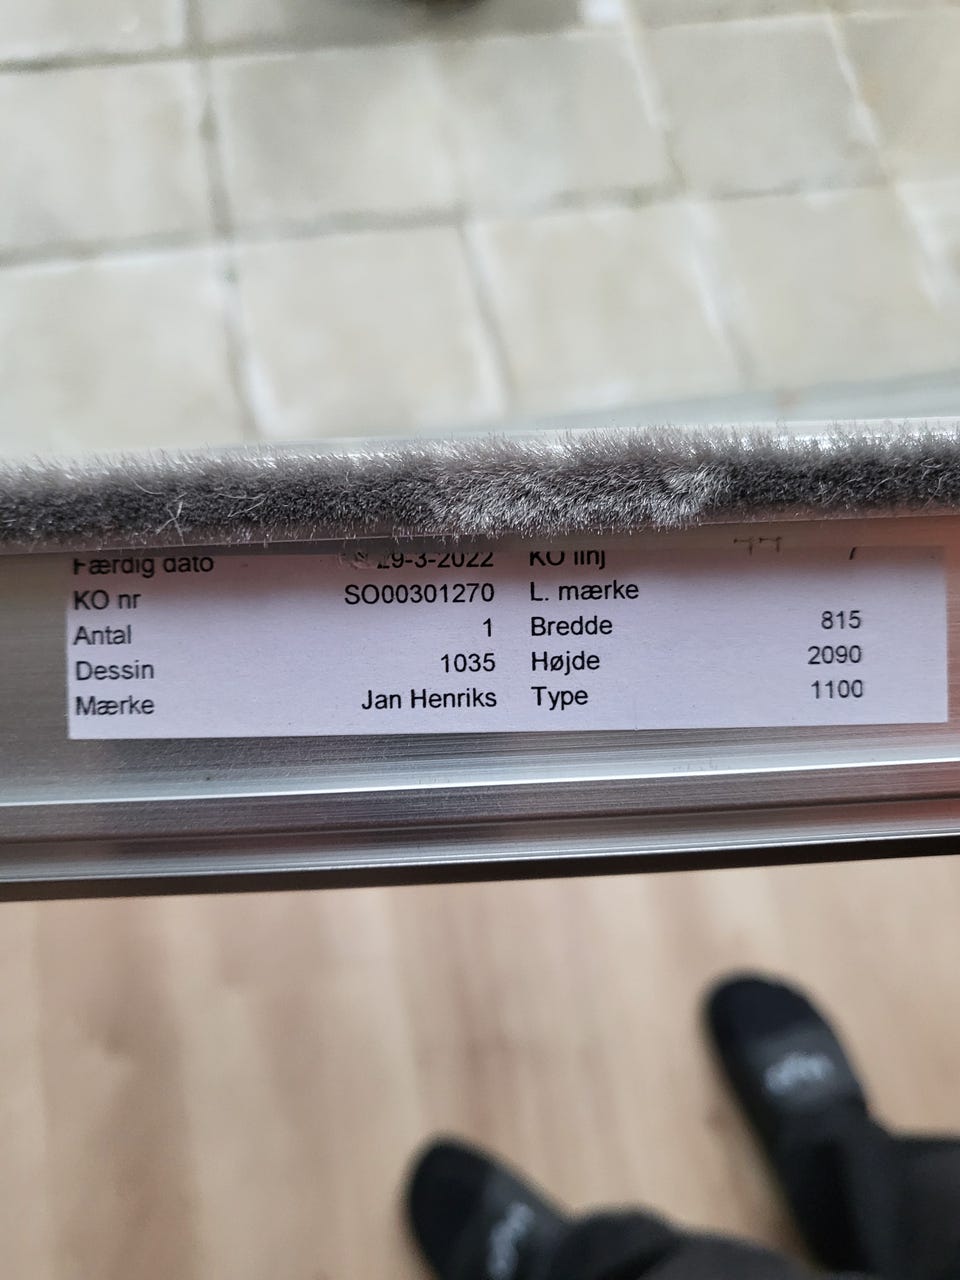 Færdig dato 29-3-2022 KO linj
KO nr SO00301270 L. mærke
Antal 1 Bredde 815
Dessin 1035 Højde 2090
Mærke Jan Henriks Type 1100